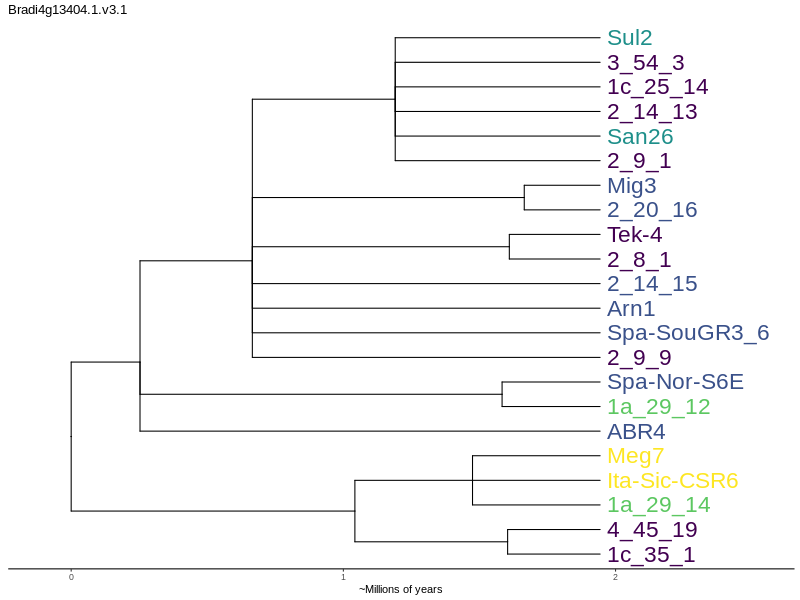 Bradi4g13404.1.v3.1
Sul2
3_54_3
1c_25_14
2_14_13
San26
2_9_1
Mig3
2_20_16
Tek-4
2_8_1
2_14_15
Arn1
Spa-SouGR3_6
2_9_9
Spa-Nor-S6E
1a_29_12
ABR4
Meg7
Ita-Sic-CSR6
1a_29_14
4_45_19
1c_35_1
0 1 2
~Millions of years